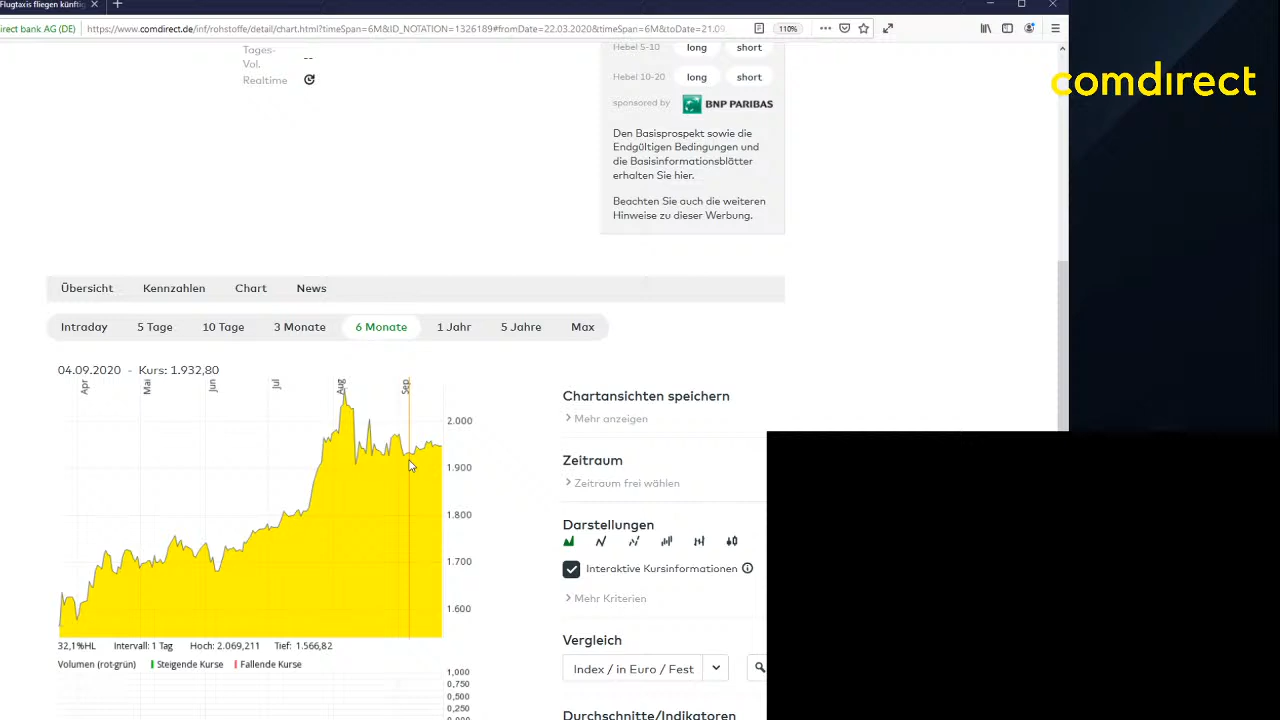 Flugtaxis fliegen künftig
direct bank AG (DE)
https://www.comdirect.de/inf/rohstoffe/detail/chart.html?timeSpan=6M&ID_NOTATION=1326189#fromDate=22.03.2020&timeSpan=6M&toDate=21.09
110%
comdirect
Tages-
Vol.
--
Realtime
Hebel 5-10 long short
Hebel 10-20 long short
sponsored by BNP PARIBAS
Den Basisprospekt sowie die
Endgültigen Bedingungen und
die Basisinformationsblätter
erhalten Sie hier.
Beachten Sie auch die weiteren
Hinweise zu dieser Werbung.
Übersicht Kennzahlen Chart News
Intraday 5 Tage 10 Tage 3 Monate 6 Monate 1 Jahr 5 Jahre Max
04.09.2020 - Kurs: 1.932,80
Apr Mai Jun Jul Aug Sep
2.000
1.900
1.800
1.700
1.600
32,1%HL Intervall: 1 Tag Hoch: 2.069,211 Tief: 1.566,82
Volumen (rot-grün) Steigende Kurse Fallende Kurse
1,000
0,750
0,500
0,250
Chartansichten speichern
Mehr anzeigen
Zeitraum
Zeitraum frei wählen
Darstellungen
Interaktive Kursinformationen
Mehr Kriterien
Vergleich
Index / in Euro / Fest
Durchschnitte/Indikatoren